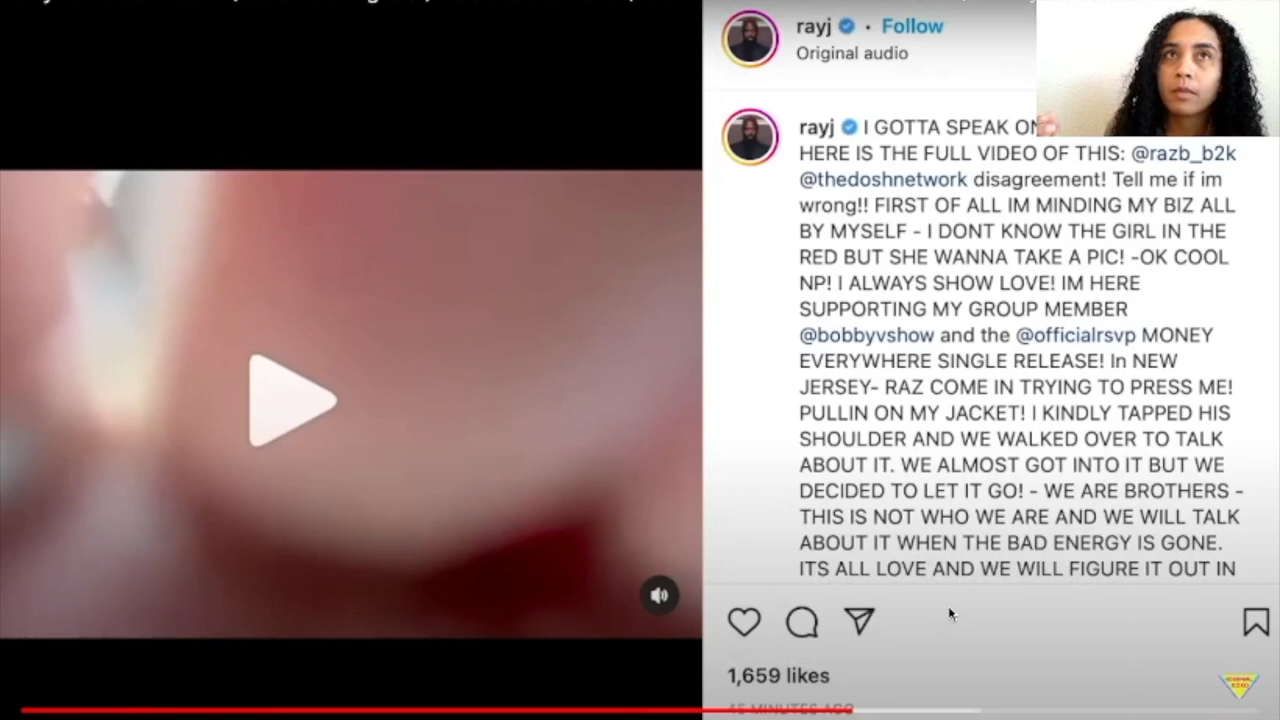 rayj · Follow
Original audio
rayj I GOTTA SPEAK ON
HERE IS THE FULL VIDEO OF THIS: @razb_b2k
@thedoshnetwork disagreement! Tell me if im
wrong!! FIRST OF ALL IM MINDING MY BIZ ALL
BY MYSELF - I DONT KNOW THE GIRL IN THE
RED BUT SHE WANNA TAKE A PIC! -OK COOL
NP! I ALWAYS SHOW LOVE! IM HERE
SUPPORTING MY GROUP MEMBER
@bobbyvshow and the @officialrsvp MONEY
EVERYWHERE SINGLE RELEASE! In NEW
JERSEY- RAZ COME IN TRYING TO PRESS ME!
PULLIN ON MY JACKET! I KINDLY TAPPED HIS
SHOULDER AND WE WALKED OVER TO TALK
ABOUT IT. WE ALMOST GOT INTO IT BUT WE
DECIDED TO LET IT GO! - WE ARE BROTHERS -
THIS IS NOT WHO WE ARE AND WE WILL TALK
ABOUT IT WHEN THE BAD ENERGY IS GONE.
ITS ALL LOVE AND WE WILL FIGURE IT OUT IN
1,659 likes
45 MINUTES AGO